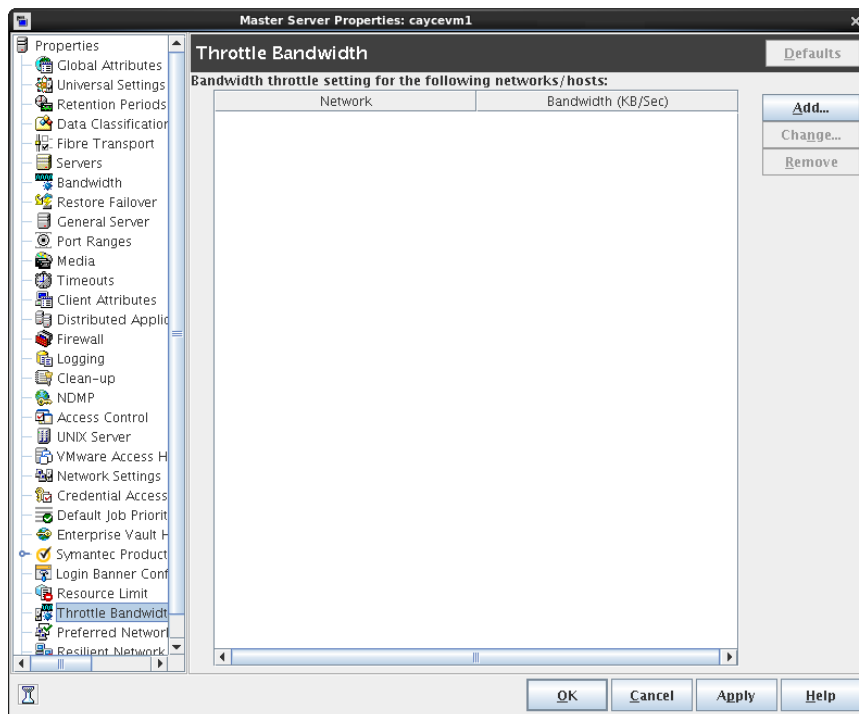 Master Server Properties: caycevm1
Properties
Global Attributes
Universal Settings
Retention Periods
Data Classification
Fibre Transport
Servers
Bandwidth
Restore Failover
General Server
Port Ranges
Media
Timeouts
Client Attributes
Distributed Applic
Firewall
Logging
Clean-up
NDMP
Access Control
UNIX Server
VMware Access H
Network Settings
Credential Access
Default Job Priorit
Enterprise Vault H
Symantec Product
Login Banner Conf
Resource Limit
Throttle Bandwidt
Preferred Networ
Resilient Network
Throttle Bandwidth
Defaults
Bandwidth throttle setting for the following networks/hosts:
Network Bandwidth (KB/Sec)
Add...
Change...
Remove
OK Cancel Apply Help